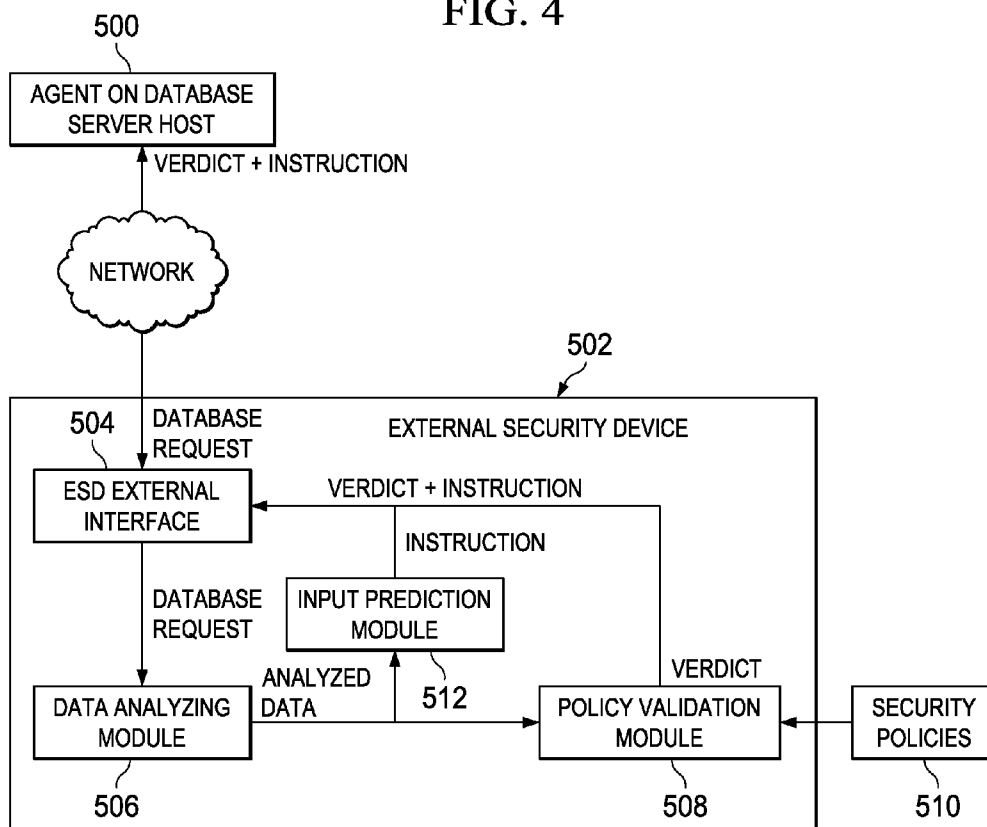 FIG. 4
500
AGENT ON DATABASE
SERVER HOST
VERDICT + INSTRUCTION
NETWORK
502
504
DATABASE
REQUEST
EXTERNAL SECURITY DEVICE
ESD EXTERNAL
INTERFACE
VERDICT + INSTRUCTION
INSTRUCTION
DATABASE
REQUEST
INPUT PREDICTION
MODULE
512
ANALYZED
DATA
VERDICT
DATA ANALYZING
MODULE
506
POLICY VALIDATION
MODULE
508
SECURITY
POLICIES
510